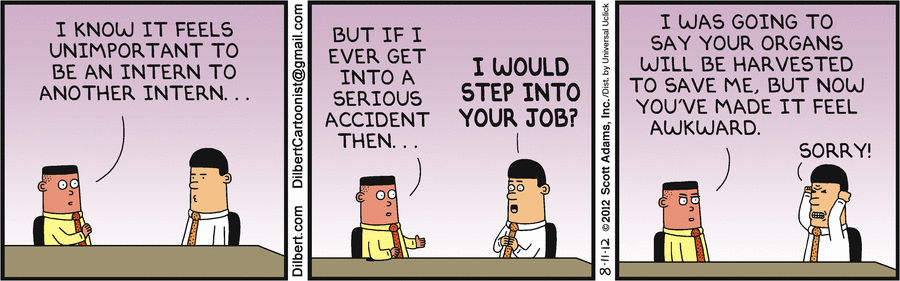 I KNOW IT FEELS
UNIMPORTANT TO
BE AN INTERN TO
ANOTHER INTERN...
Dilbert.com DilbertCartoonist@gmail.com
BUT IF I
EVER GET
INTO A
SERIOUS
ACCIDENT
THEN...
I WOULD
STEP INTO
YOUR JOB?
8-11-12 ©2012 Scott Adams, Inc./Dist. by Universal Uclick
I WAS GOING TO
SAY YOUR ORGANS
WILL BE HARVESTED
TO SAVE ME, BUT NOW
YOU'VE MADE IT FEEL
AWKWARD.
SORRY!